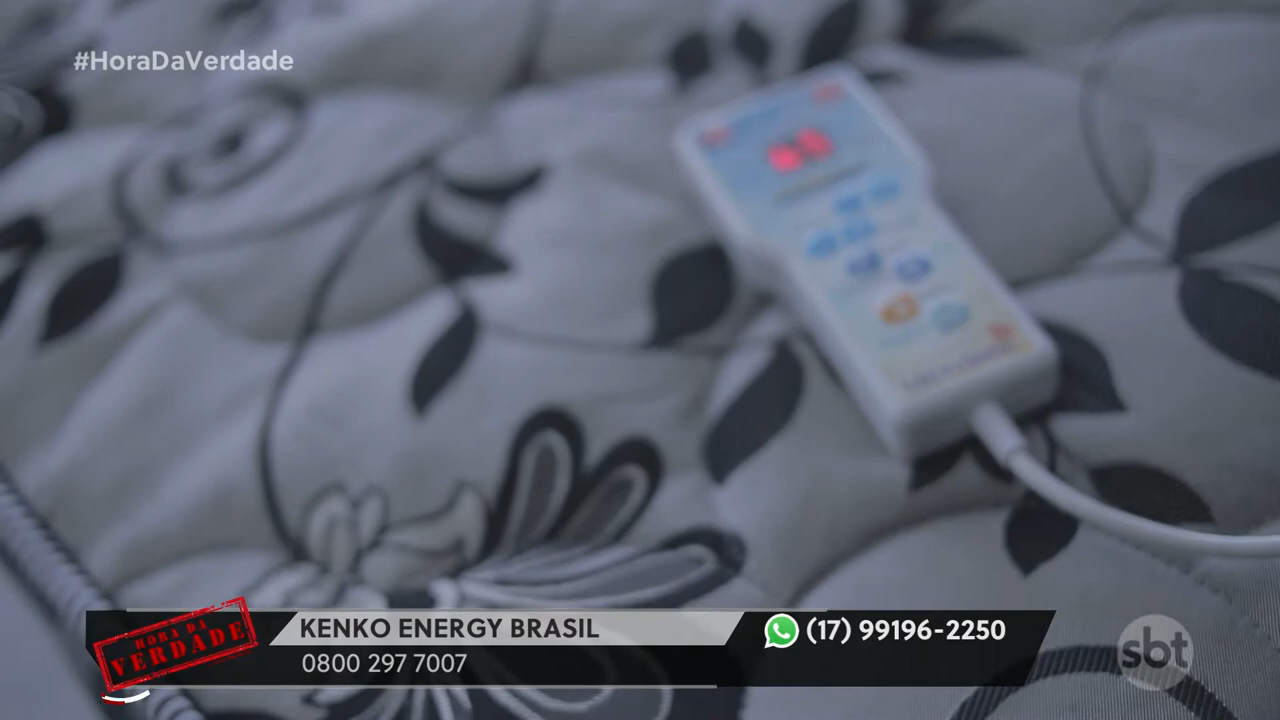 #HoraDaVerdade
HORA DA
VERDADE
KENKO ENERGY BRASIL
0800 297 7007
(17) 99196-2250
sbt